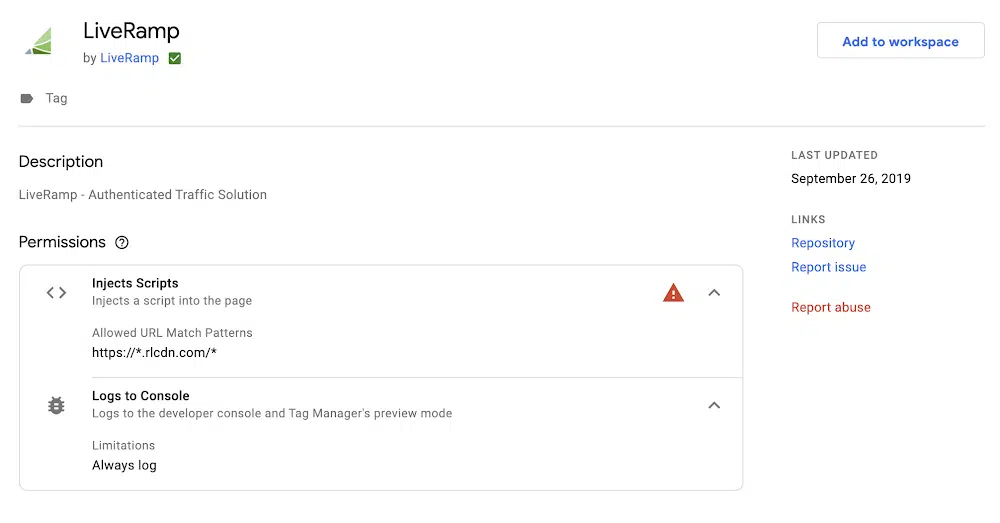 LiveRamp
by LiveRamp
Add to workspace
Tag
Description
LiveRamp - Authenticated Traffic Solution
Permissions
Injects Scripts
Injects a script into the page
Allowed URL Match Patterns
https://*.rlcdn.com/*
Logs to Console
Logs to the developer console and Tag Manager's preview mode
Limitations
Always log
LAST UPDATED
September 26, 2019
LINKS
Repository
Report issue
Report abuse